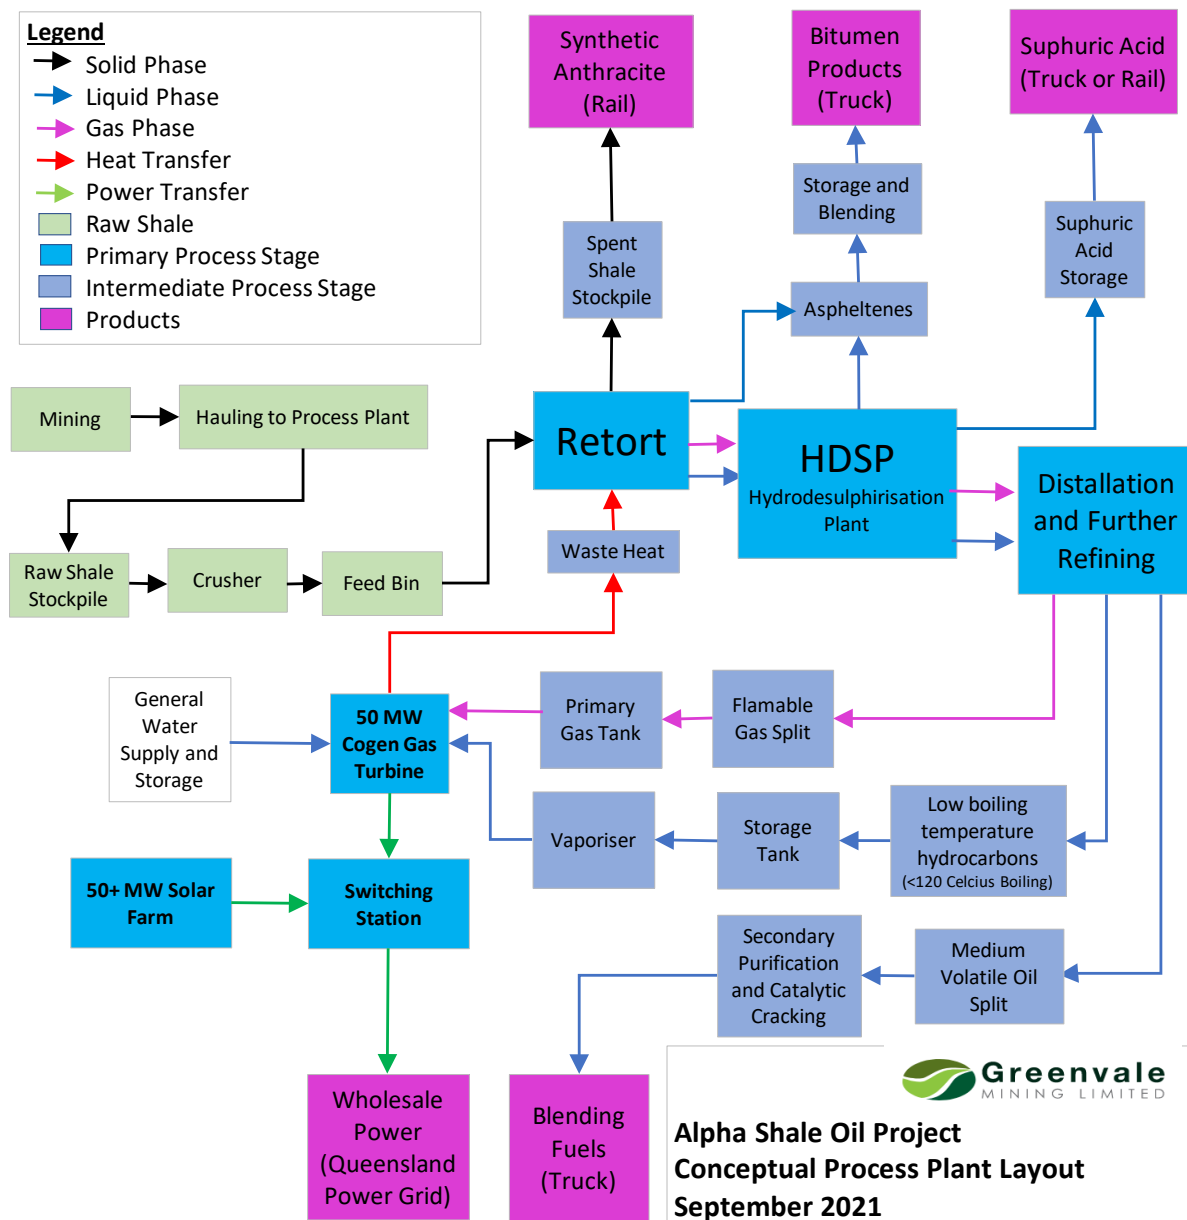 Legend
Solid Phase
Liquid Phase
Gas Phase
Heat Transfer
Power Transfer
Raw Shale
Primary Process Stage
Intermediate Process Stage
Products
Synthetic
Anthracite
(Rail)
Bitumen
Products
(Truck)
Suphuric Acid
(Truck or Rail)
Storage and
Blending
Suphuric
Acid
Storage
Spent
Shale
Stockpile
Aspheltenes
Mining
Hauling to Process Plant
Retort
HDSP
Hydrodesulphirisation
Plant
Distallation
and Further
Refining
Waste Heat
Raw Shale
Stockpile
Crusher
Feed Bin
General
Water
Supply and
Storage
50 MW
Cogen Gas
Turbine
Primary
Gas Tank
Flamable
Gas Split
Vaporiser
Storage
Tank
Low boiling
temperature
hydrocarbons
(<120 Celcius Boiling)
50+ MW Solar
Farm
Switching
Station
Secondary
Purification
and Catalytic
Cracking
Medium
Volatile Oil
Split
Wholesale
Power
(Queensland
Power Grid)
Blending
Fuels
(Truck)
Greenvale
MINING LIMITED
Alpha Shale Oil Project
Conceptual Process Plant Layout
September 2021